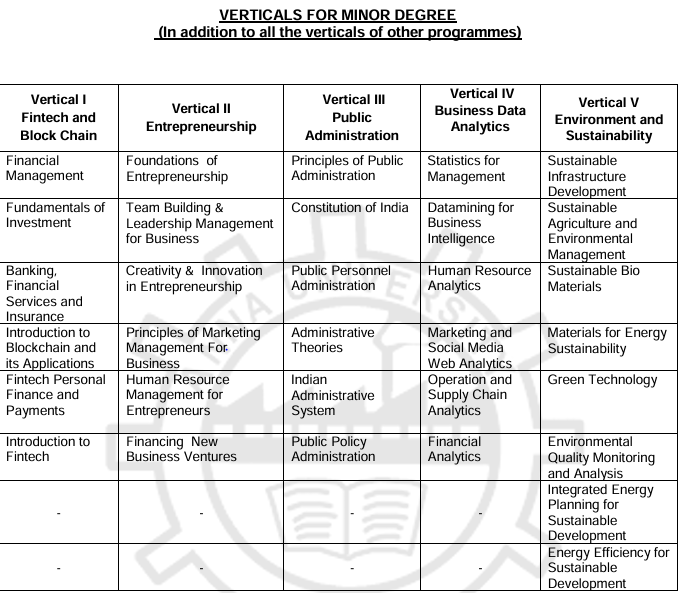 VERTICALS FOR MINOR DEGREE
(In addition to all the verticals of other programmes)
Vertical I
Fintech and
Block Chain
Vertical II
Entrepreneurship
Vertical III
Public
Administration
Vertical IV
Business Data
Analytics
Vertical V
Environment and
Sustainability
Financial
Management
Foundations of
Entrepreneurship
Principles of Public
Administration
Statistics for
Management
Sustainable
Infrastructure
Development
Fundamentals of
Investment
Team Building &
Leadership Management
for Business
Constitution of India
Datamining for
Business
Intelligence
Sustainable
Agriculture and
Environmental
Management
Banking,
Financial
Services and
Insurance
Creativity & Innovation
in Entrepreneurship
Public Personnel
Administration
Human Resource
Analytics
Sustainable Bio
Materials
Introduction to
Blockchain and
its Applications
Principles of Marketing
Management For
Business
Administrative
Theories
Marketing and
Social Media
Web Analytics
Materials for Energy
Sustainability
Fintech Personal
Finance and
Payments
Human Resource
Management for
Entrepreneurs
Indian
Administrative
System
Operation and
Supply Chain
Analytics
Green Technology
Introduction to
Fintech
Financing New
Business Ventures
Public Policy
Administration
Financial
Analytics
Environmental
Quality Monitoring
and Analysis
-
-
-
-
Integrated Energy
Planning for
Sustainable
Development
-
-
-
-
Energy Efficiency for
Sustainable
Development